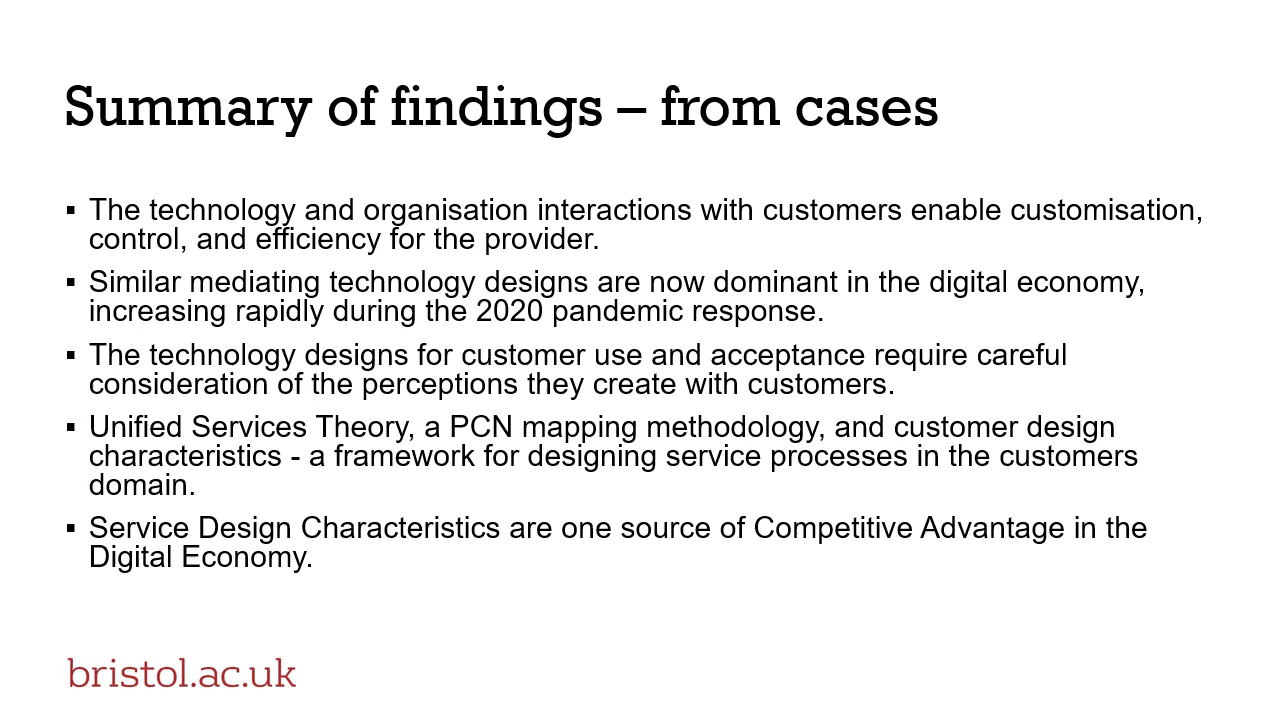 Summary of findings – from cases
▪ The technology and organisation interactions with customers enable customisation,
control, and efficiency for the provider.
▪ Similar mediating technology designs are now dominant in the digital economy,
increasing rapidly during the 2020 pandemic response.
▪ The technology designs for customer use and acceptance require careful
consideration of the perceptions they create with customers.
▪ Unified Services Theory, a PCN mapping methodology, and customer design
characteristics - a framework for designing service processes in the customers
domain.
▪ Service Design Characteristics are one source of Competitive Advantage in the
Digital Economy.
bristol.ac.uk